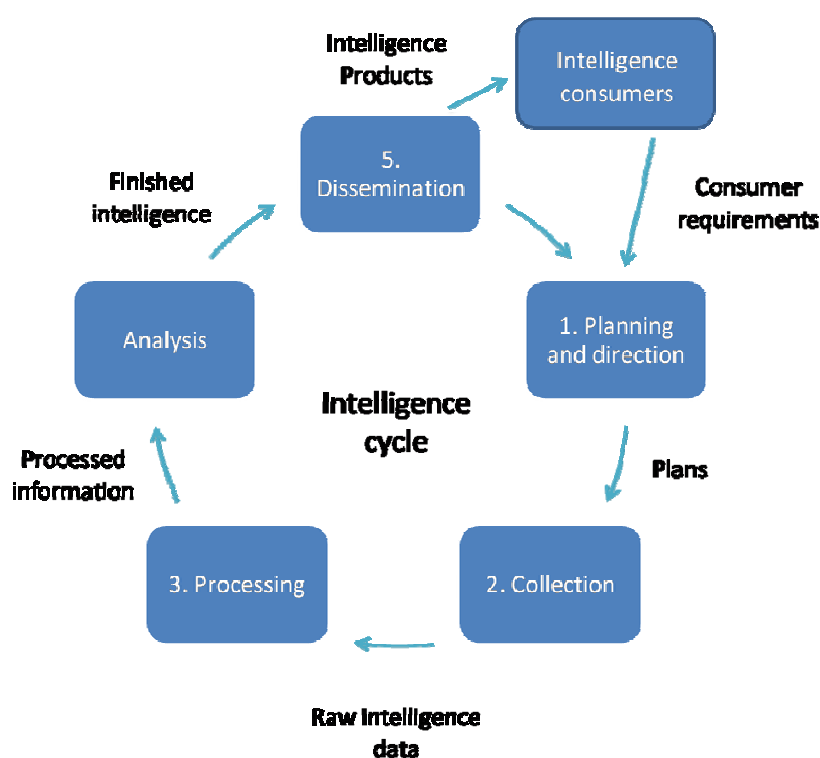 Intelligence
Products
Intelligence
consumers
5.
Dissemination
Finished
intelligence
Consumer
requirements
Analysis
1. Planning
and direction
Intelligence
cycle
Processed
information
Plans
3. Processing
2. Collection
Raw Intelligence
data